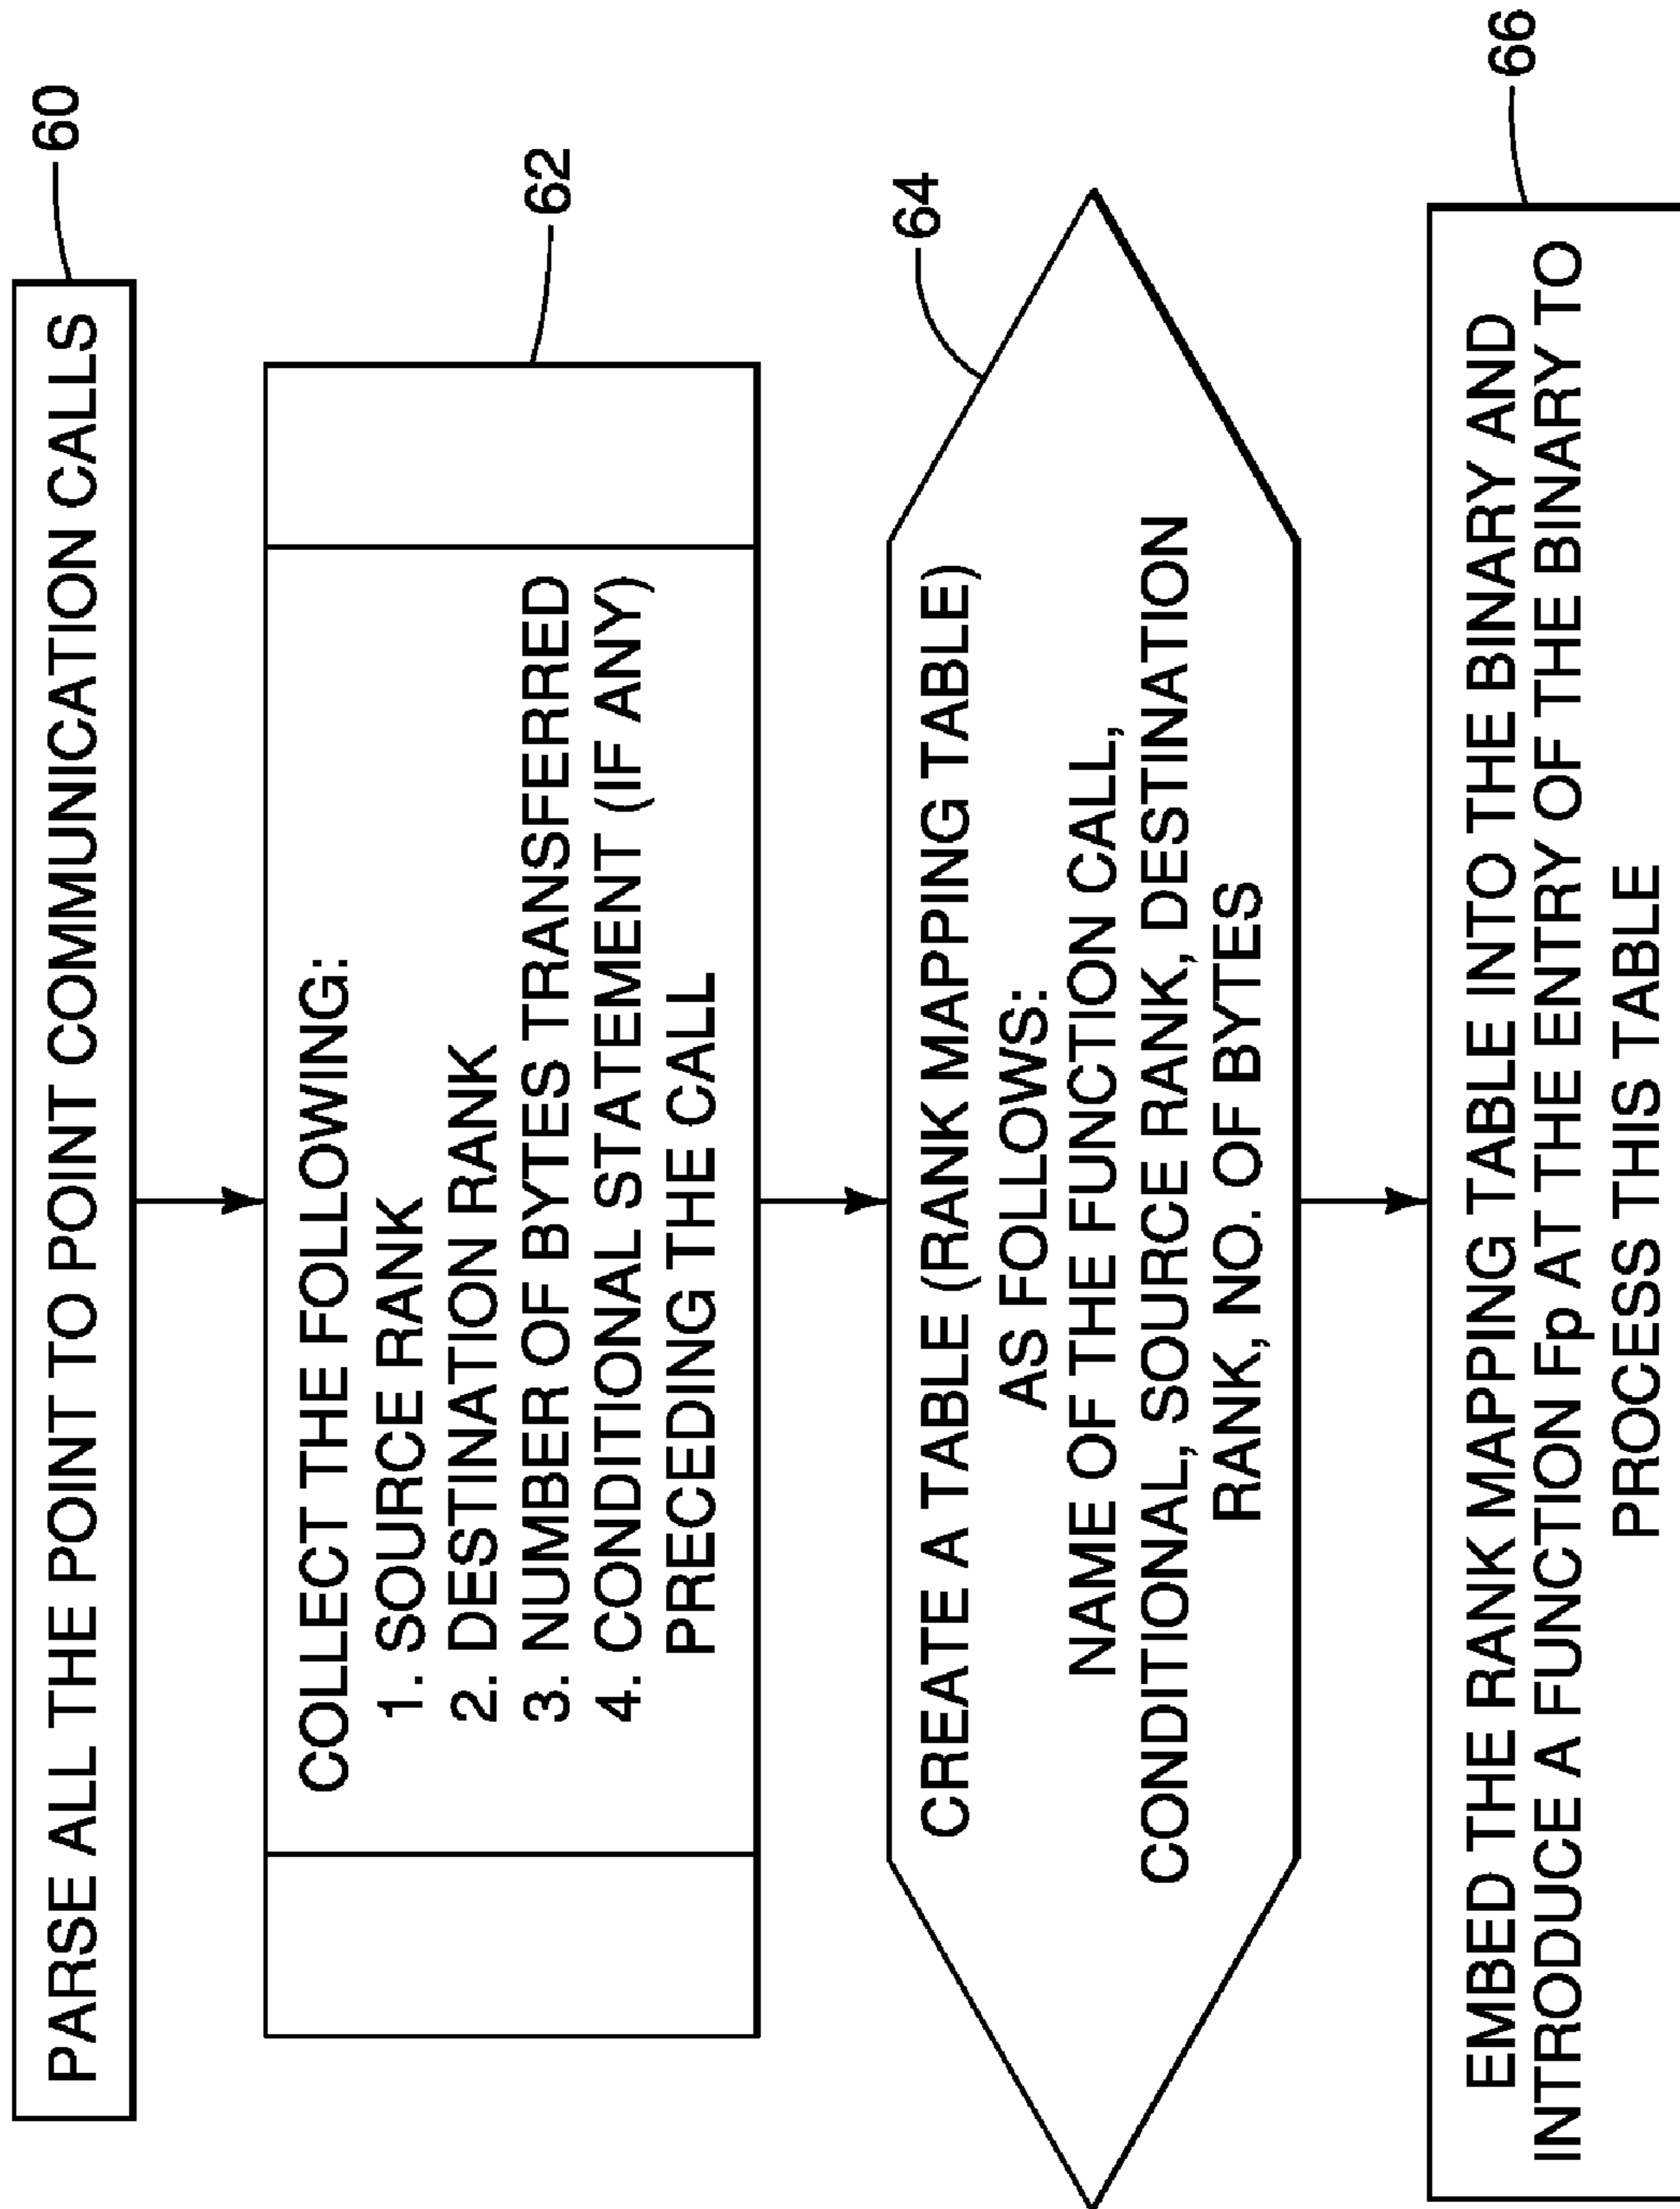 PARSE ALL THE POINT TO POINT COMMUNICATION CALLS
60
COLLECT THE FOLLOWING:
1. SOURCE RANK
2. DESTINATION RANK
3. NUMBER OF BYTES TRANSFERRED
4. CONDITIONAL STATEMENT (IF ANY)
PRECEDING THE CALL
62
CREATE A TABLE (RANK MAPPING TABLE)
AS FOLLOWS:
NAME OF THE FUNCTION CALL,
CONDITIONAL, SOURCE RANK, DESTINATION
RANK, NO. OF BYTES
64
EMBED THE RANK MAPPING TABLE INTO THE BINARY AND
INTRODUCE A FUNCTION Fp AT THE ENTRY OF THE BINARY TO
PROCESS THIS TABLE
66